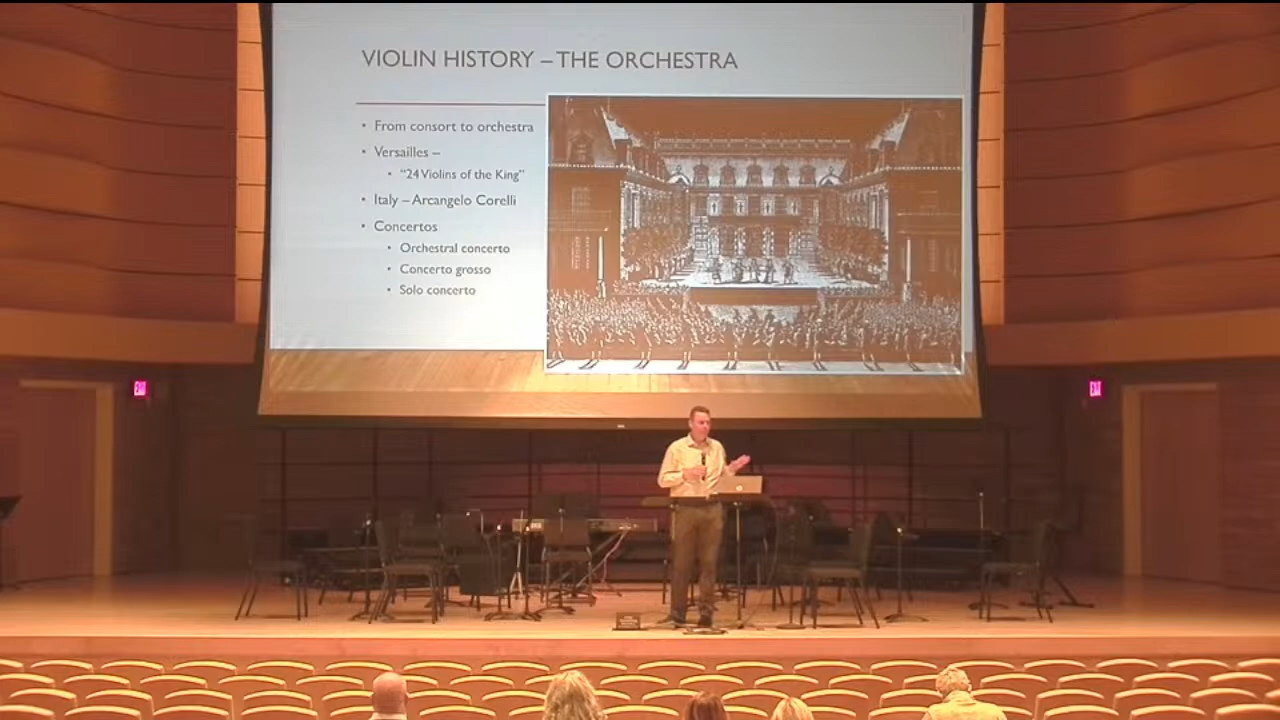 VIOLIN HISTORY – THE ORCHESTRA
• From consort to orchestra
• Versailles –
• "24 Violins of the King"
• Italy – Arcangelo Corelli
• Concertos
• Orchestral concerto
• Concerto grosso
• Solo concerto
EXIT
EXIT